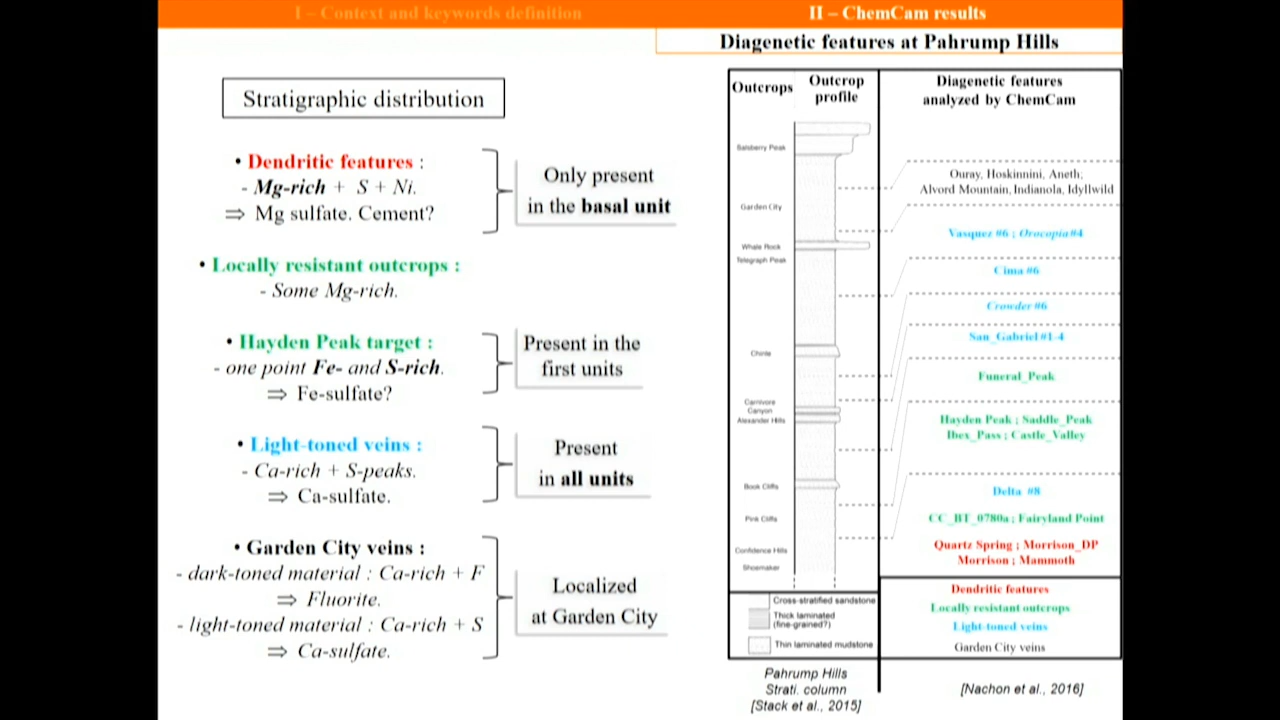 I – Context and keywords definition
II – ChemCam results
Diagenetic features at Pahrump Hills
Stratigraphic distribution
• Dendritic features :
- Mg-rich + S + Ni.
⇒ Mg sulfate. Cement?
Only present
in the basal unit
• Locally resistant outcrops :
- Some Mg-rich.
• Hayden Peak target :
- one point Fe- and S-rich.
⇒ Fe-sulfate?
Present in the
first units
• Light-toned veins :
- Ca-rich + S-peaks.
⇒ Ca-sulfate.
Present
in all units
• Garden City veins :
- dark-toned material : Ca-rich + F
⇒ Fluorite.
- light-toned material : Ca-rich + S
⇒ Ca-sulfate.
Localized
at Garden City
Outcrops
Outcrop
profile
Diagenetic features
analyzed by ChemCam
Salsberry Peak
Garden City
Whale Rock
Telegraph Peak
Chinle
Carnivore
Canyon
Alexander Hills
Book Cliffs
Pink Cliffs
Confidence Hills
Shoemaker
Ouray, Hoskinnini, Aneth,
Alvord Mountain, Indianola, Idyllwild
Vasquez #6 ; Orocopia #4
Cima #6
Crowder #6
San_Gabriel #1-4
Funeral_Peak
Hayden Peak ; Saddle_Peak
Ibex_Pass ; Castle_Valley
Delta #8
CC_BT_0780a ; Fairyland Point
Quartz Spring ; Morrison_DP
Morrison ; Mammoth
Cross-stratified sandstone
Thick laminated
(fine-grained?)
Thin laminated mudstone
Dendritic features
Locally resistant outcrops
Light-toned veins
Garden City veins
Pahrump Hills
Strati. column
[Stack et al., 2015]
[Nachon et al., 2016]